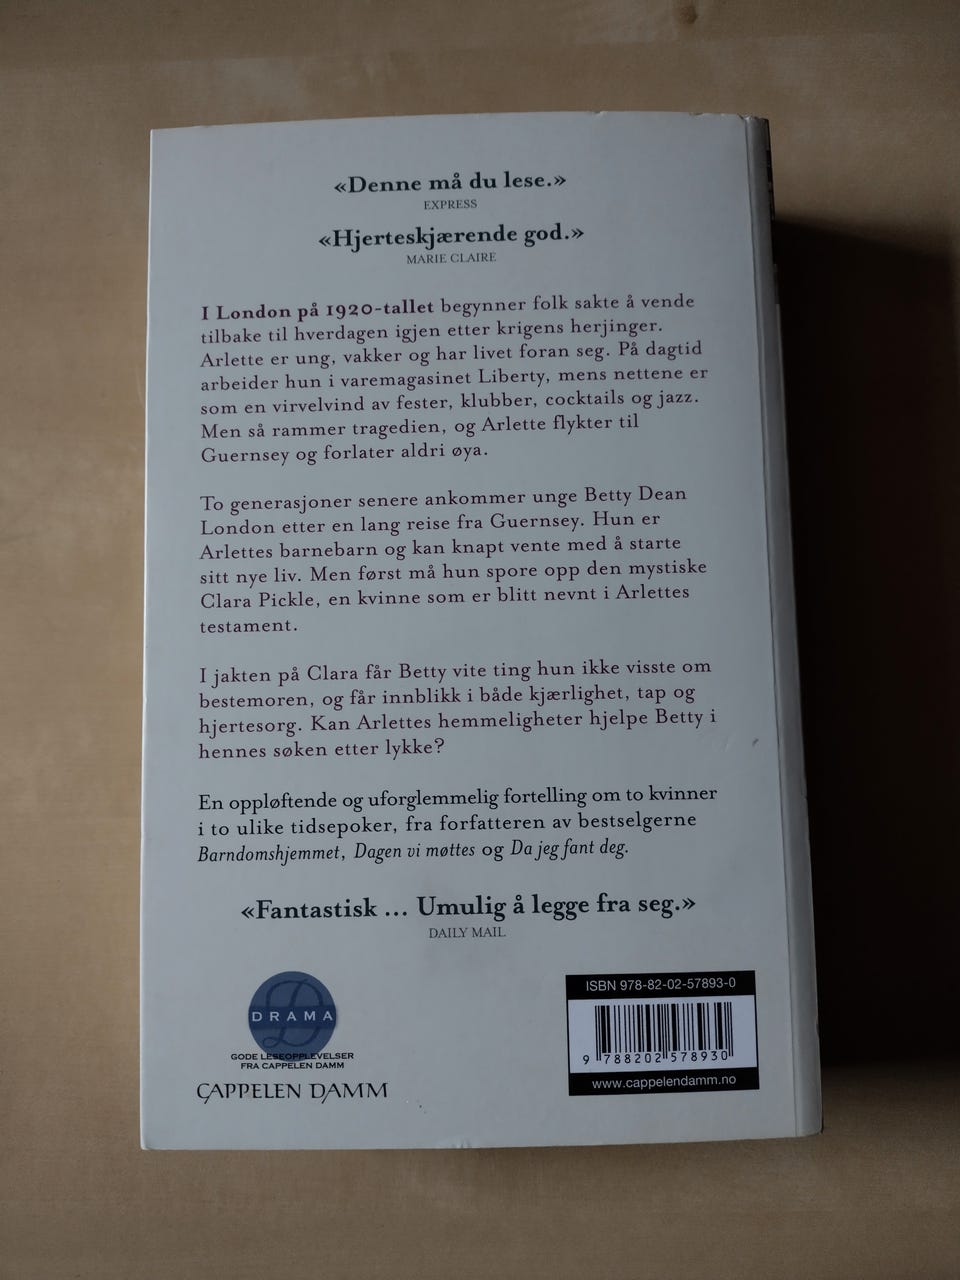 «Denne må du lese.»
EXPRESS
«Hjerteskjærende god.»
MARIE CLAIRE
I London på 1920-tallet begynner folk sakte å vende
tilbake til hverdagen igjen etter krigens herjinger.
Arlette er ung, vakker og har livet foran seg. På dagtid
arbeider hun i varemagasinet Liberty, mens nettene er
som en virvelvind av fester, klubber, cocktails og jazz.
Men så rammer tragedien, og Arlette flykter til
Guernsey og forlater aldri øya.
To generasjoner senere ankommer unge Betty Dean
London etter en lang reise fra Guernsey. Hun er
Arlettes barnebarn og kan knapt vente med å starte
sitt nye liv. Men først må hun spore opp den mystiske
Clara Pickle, en kvinne som er blitt nevnt i Arlettes
testament.
I jakten på Clara får Betty vite ting hun ikke visste om
bestemoren, og får innblikk i både kjærlighet, tap og
hjertesorg. Kan Arlettes hemmeligheter hjelpe Betty i
hennes søken etter lykke?
En oppløftende og uforglemmelig fortelling om to kvinner
i to ulike tidsepoker, fra forfatteren av bestselgerne
Barndomshjemmet, Dagen vi møttes og Da jeg fant deg.
«Fantastisk ... Umulig å legge fra seg.»
DAILY MAIL
D
DRAMA
GODE LESEOPPLEVELSER
FRA CAPPELEN DAMM
CAPPELEN DAMM
ISBN 978-82-02-57893-0
9 788202 578930
www.cappelendamm.no